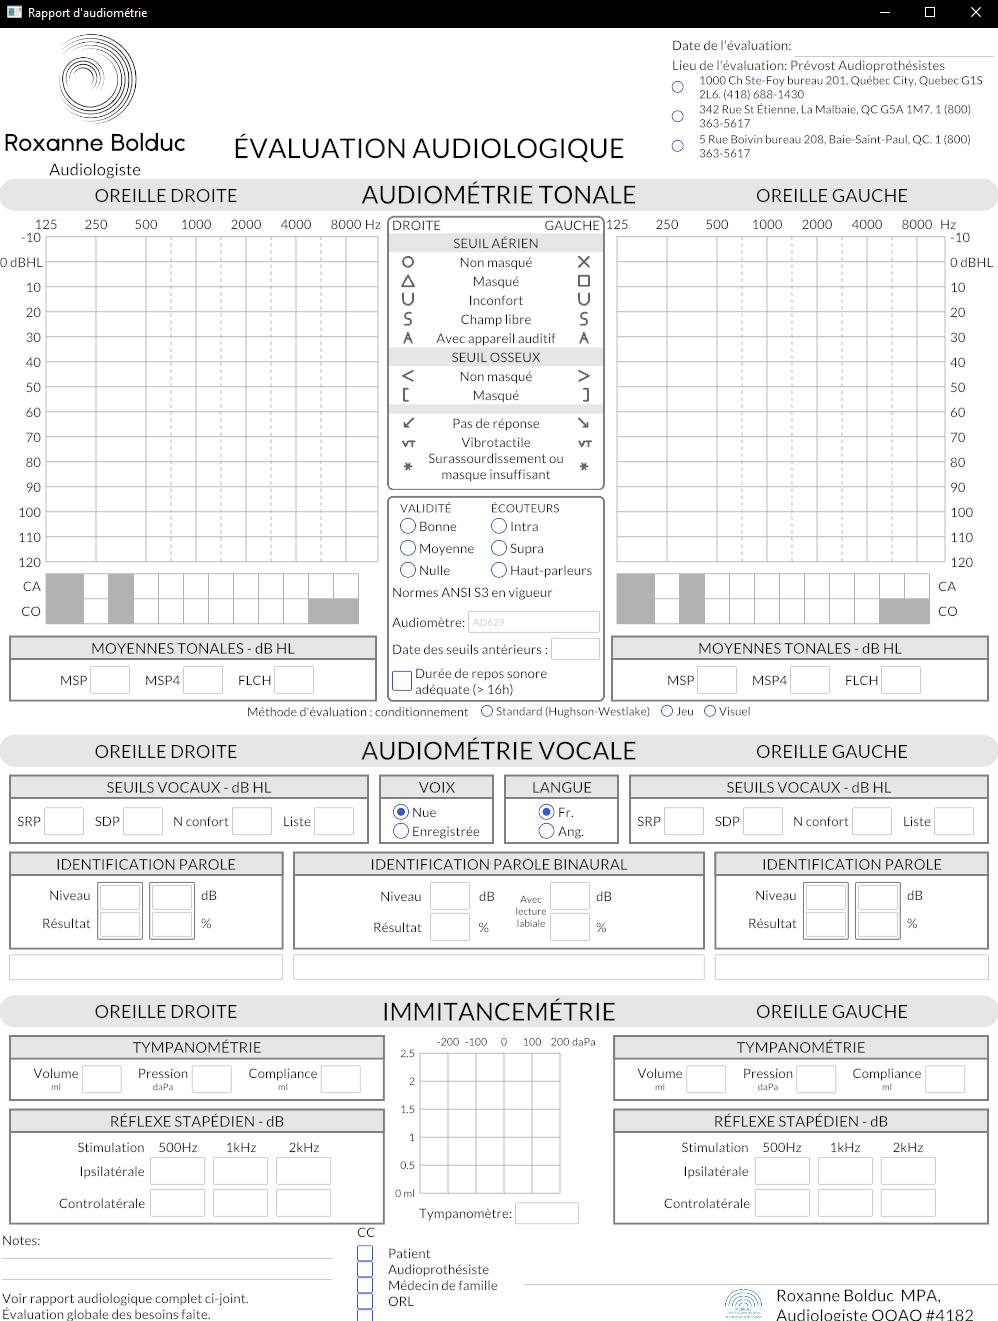 Rapport d'audiométrie
Roxanne Bolduc
Audiologiste
ÉVALUATION AUDIOLOGIQUE
Date de l'évaluation:
Lieu de l'évaluation: Prévost Audioprothésistes
1000 Ch Ste-Foy bureau 201, Québec City, Quebec G1S
2L6. (418) 688-1430
342 Rue St Étienne, La Malbaie, QC G5A 1M7. 1 (800)
363-5617
5 Rue Boivin bureau 208, Baie-Saint-Paul, QC. 1 (800)
363-5617
OREILLE DROITE AUDIOMÉTRIE TONALE OREILLE GAUCHE
125 250 500 1000 2000 4000 8000 Hz
-10
0 dBHL
10
20
30
40
50
60
70
80
90
100
110
120
CA
CO
DROITE GAUCHE
SEUIL AÉRIEN
Non masqué
Masqué
U Inconfort U
S Champ libre S
A Avec appareil auditif A
SEUIL OSSEUX
< Non masqué >
[ Masqué ]
Pas de réponse
VT Vibrotactile VT
Surassourdissement ou
* masque insuffisant *
VALIDITÉ ÉCOUTEURS
Bonne Intra
Moyenne Supra
Nulle Haut-parleurs
Normes ANSI S3 en vigueur
Audiomètre: AD629
Date des seuils antérieurs :
Durée de repos sonore
adéquate (> 16h)
125 250 500 1000 2000 4000 8000 Hz
-10
0 dBHL
10
20
30
40
50
60
70
80
90
100
110
120
CA
CO
MOYENNES TONALES - dB HL
MSP MSP4 FLCH
MOYENNES TONALES - dB HL
MSP MSP4 FLCH
Méthode d'évaluation : conditionnement Standard (Hughson-Westlake) Jeu Visuel
OREILLE DROITE AUDIOMÉTRIE VOCALE OREILLE GAUCHE
SEUILS VOCAUX - dB HL
SRP SDP N confort Liste
VOIX
Nue
Enregistrée
LANGUE
Fr.
Ang.
SEUILS VOCAUX - dB HL
SRP SDP N confort Liste
IDENTIFICATION PAROLE
Niveau dB
Résultat %
IDENTIFICATION PAROLE BINAURAL
Niveau dB
Résultat %
Avec
lecture
labiale
dB
%
IDENTIFICATION PAROLE
Niveau dB
Résultat %
OREILLE DROITE IMMITANCEMÉTRIE OREILLE GAUCHE
TYMPANOMÉTRIE
Volume Pression Compliance
ml daPa ml
RÉFLEXE STAPÉDIEN - dB
Stimulation 500Hz 1kHz 2kHz
Ipsilatérale
Controlatérale
-200 -100 0 100 200 daPa
2.5
2
1.5
1
0.5
0 ml
Tympanomètre:
TYMPANOMÉTRIE
Volume Pression Compliance
ml daPa ml
RÉFLEXE STAPÉDIEN - dB
Stimulation 500Hz 1kHz 2kHz
Ipsilatérale
Controlatérale
Notes:
Voir rapport audiologique complet ci-joint.
Évaluation globale des besoins faite.
CC
Patient
Audioprothésiste
Médecin de famille
ORL
Roxanne Bolduc MPA,
Audiologiste OOAQ #4182